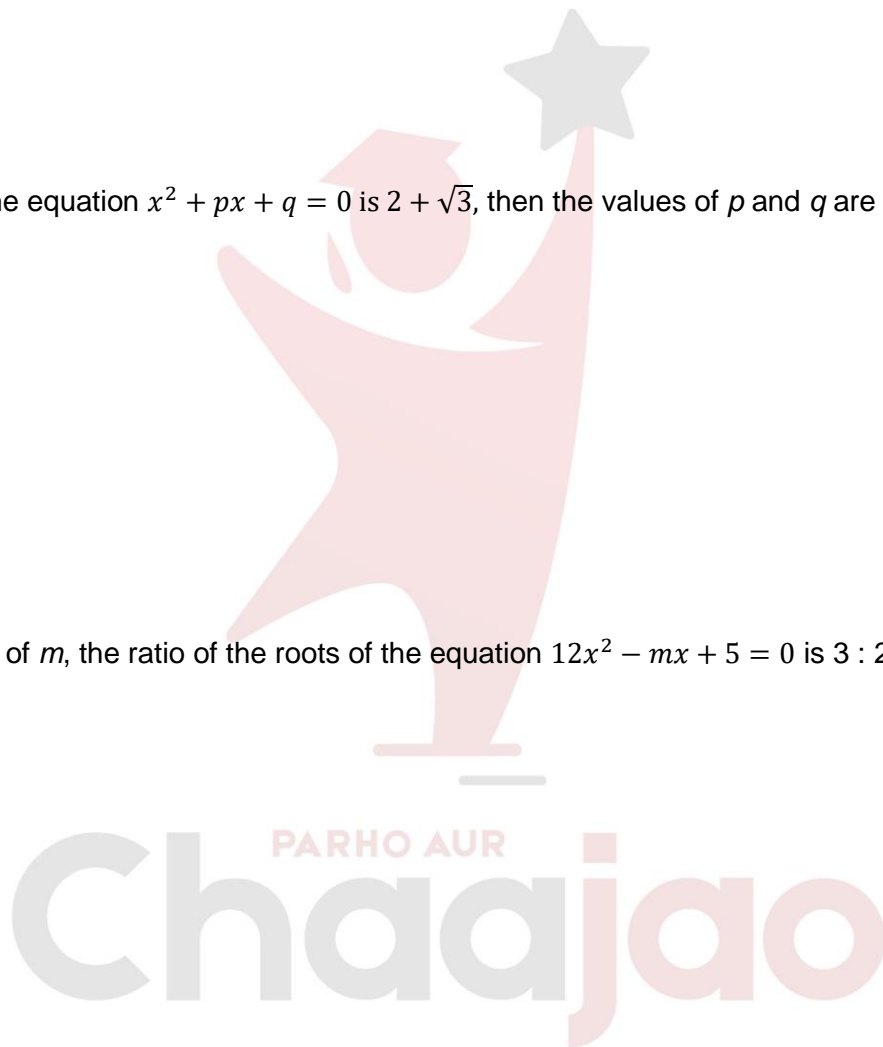 ne equation 𝑥² + 𝑝𝑥 + 𝑞 = 0 is 2 + √3, then the values of p and q are
of m, the ratio of the roots of the equation 12𝑥² − 𝑚𝑥 + 5 = 0 is 3 : 2
PARHO AUR
Chaajao